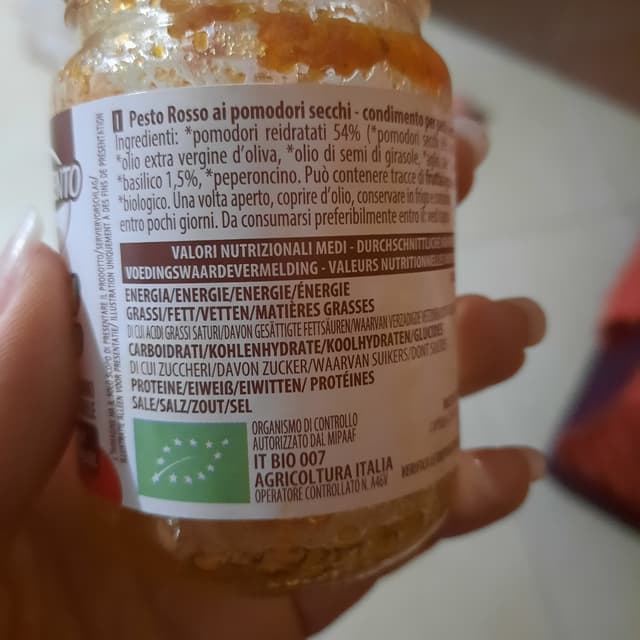 I Pesto Rosso ai pomodori secchi - condimento per
Ingredienti: *pomodori reidratati 54% (*pomodori secchi
*olio extra vergine d'oliva, *olio di semi di girasole,
*basilico 1,5%, *peperoncino. Può contenere tracce di
*biologico. Una volta aperto, coprire d'olio, conservare in frigo e
entro pochi giorni. Da consumarsi preferibilmente entro il:
VALORI NUTRIZIONALI MEDI - DURCHSCHNITTLICHE
VOEDINGSWAARDEVERMELDING - VALEURS NUTRITIONNELLES
ENERGIA/ENERGIE/ENERGIE/ÉNERGIE
GRASSI/FETT/VETTEN/MATIÈRES GRASSES
DI CUI ACIDI GRASSI SATURI/DAVON GESÄTTIGTE FETTSÄUREN/WAARVAN VERZADIGDE
CARBOIDRATI/KOHLENHYDRATE/KOOLHYDRATEN/GLUCIDES
DI CUI ZUCCHERI/DAVON ZUCKER/WAARVAN SUIKERS/DONT
PROTEINE/EIWEIß/EIWITTEN/ PROTÉINES
SALE/SALZ/ZOUT/SEL
ORGANISMO DI CONTROLLO
AUTORIZZATO DAL MIPAAF
IT BIO 007
AGRICOLTURA ITALIA
OPERATORE CONTROLLATO N. A46V